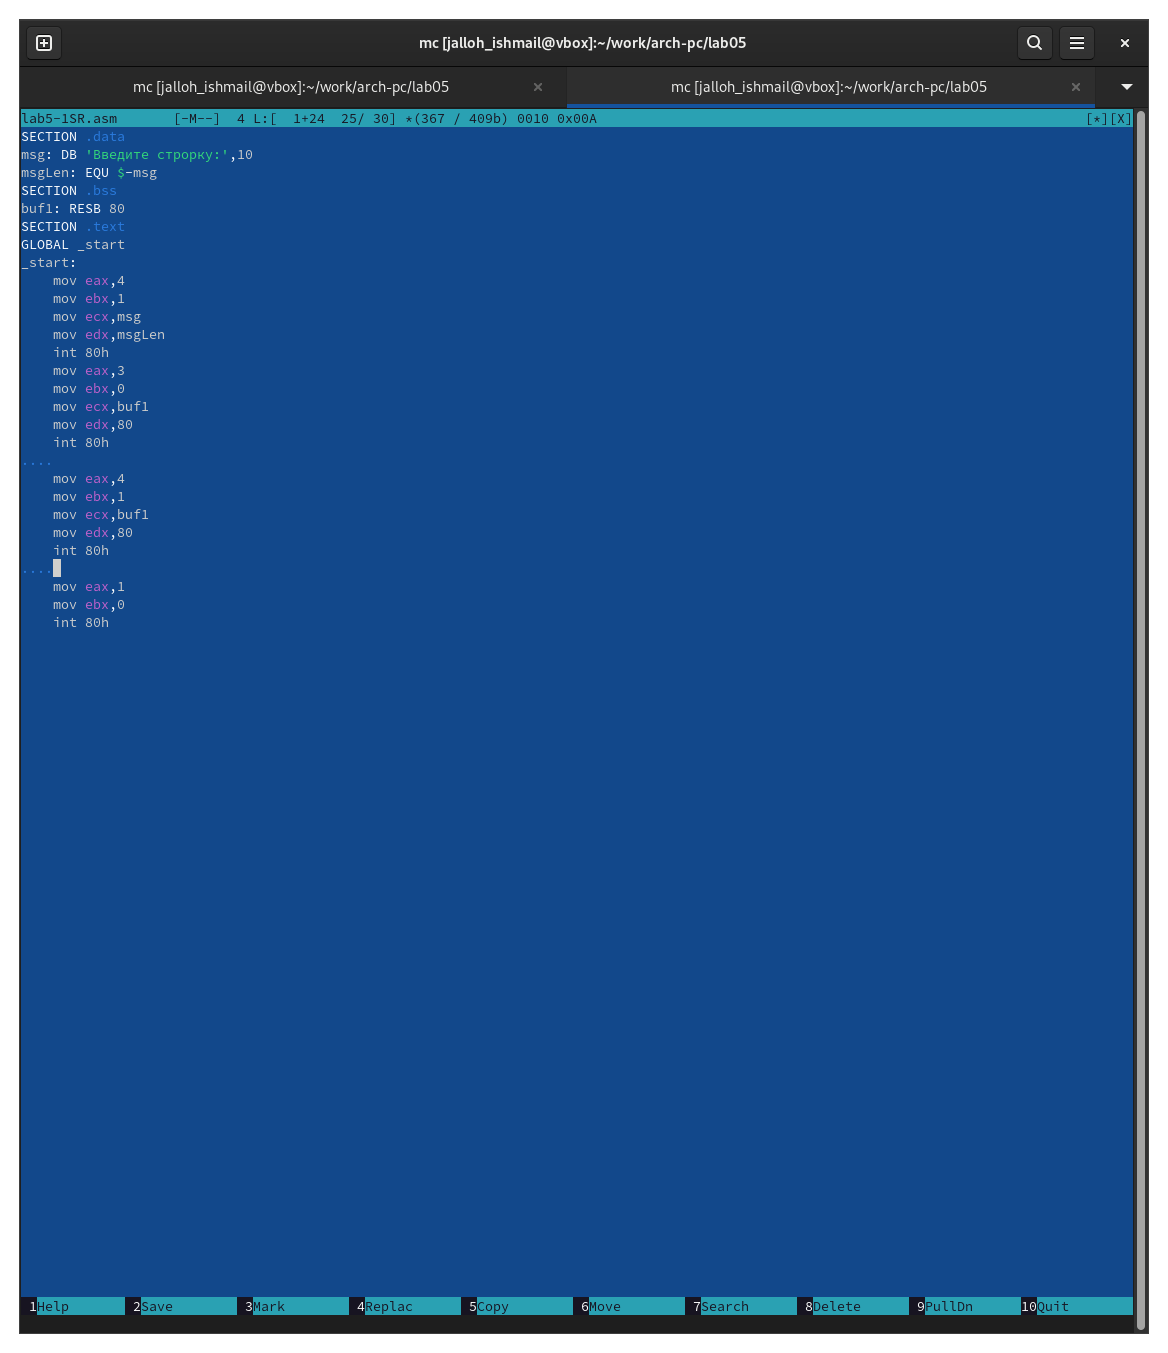 mc [jalloh_ishmail@vbox]:~/work/arch-pc/lab05
mc [jalloh_ishmail@vbox]:~/work/arch-pc/lab05 × mc [jalloh_ishmail@vbox]:~/work/arch-pc/lab05 ×
lab5-1SR.asm       [-M--]  4 L:[  1+24  25/ 30] *(367 / 409b) 0010 0x00A [*][X]
SECTION .data
msg: DB 'Введите строрку:',10
msgLen: EQU $-msg
SECTION .bss
buf1: RESB 80
SECTION .text
GLOBAL _start
_start:
    mov eax,4
    mov ebx,1
    mov ecx,msg
    mov edx,msgLen
    int 80h
    mov eax,3
    mov ebx,0
    mov ecx,buf1
    mov edx,80
    int 80h
....
    mov eax,4
    mov ebx,1
    mov ecx,buf1
    mov edx,80
    int 80h
....
    mov eax,1
    mov ebx,0
    int 80h
1Help 2Save 3Mark 4Replac 5Copy 6Move 7Search 8Delete 9PullDn 10Quit